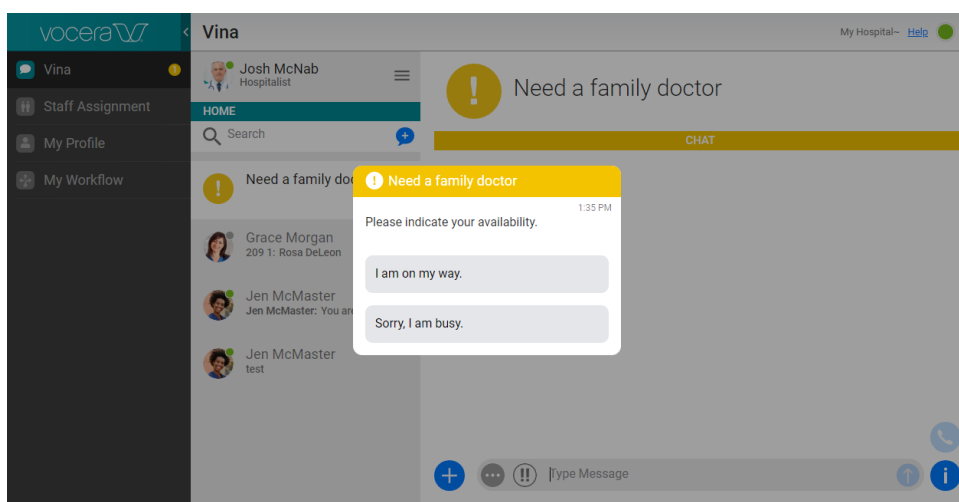 vocera
Vina
My Hospital~ Help
Vina 1
Staff Assignment
My Profile
My Workflow
Josh McNab
Hospitalist
HOME
Search
Need a family doc
Grace Morgan
209 1: Rosa DeLeon
Jen McMaster
Jen McMaster: You are
Jen McMaster
test
Need a family doctor
CHAT
Need a family doctor
1:35 PM
Please indicate your availability.
I am on my way.
Sorry, I am busy.
Type Message